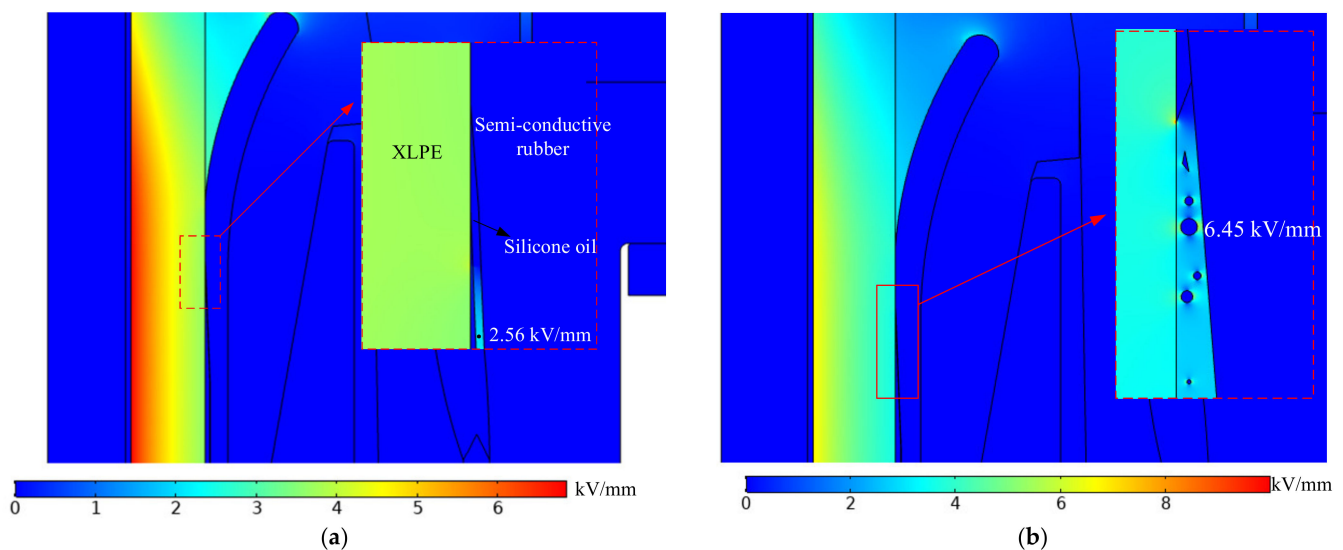 XLPE
Semi-conductive
rubber
Silicone oil
2.56 kV/mm
0 1 2 3 4 5 6 kV/mm
(a)
6.45 kV/mm
0 2 4 6 8 kV/mm
(b)